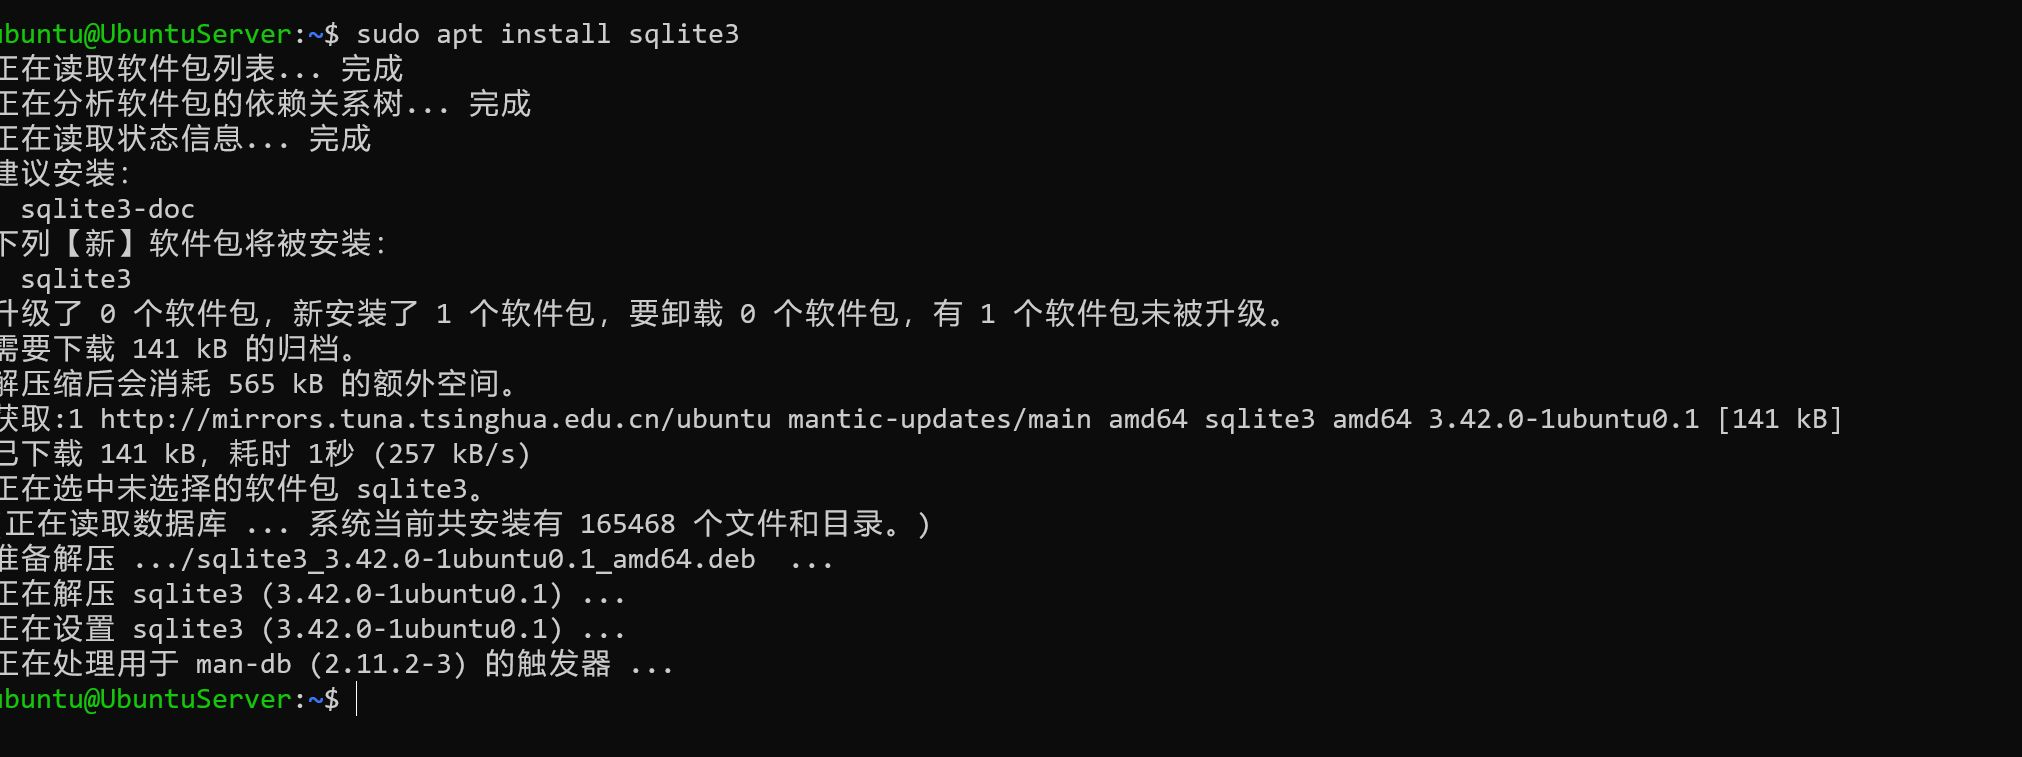 ubuntu@UbuntuServer:~$ sudo apt install sqlite3
正在读取软件包列表... 完成
正在分析软件包的依赖关系树... 完成
正在读取状态信息... 完成
建议安装：
sqlite3-doc
下列【新】软件包将被安装：
sqlite3
升级了 0 个软件包，新安装了 1 个软件包，要卸载 0 个软件包，有 1 个软件包未被升级。
需要下载 141 kB 的归档。
解压缩后会消耗 565 kB 的额外空间。
获取:1 http://mirrors.tuna.tsinghua.edu.cn/ubuntu mantic-updates/main amd64 sqlite3 amd64 3.42.0-1ubuntu0.1 [141 kB]
已下载 141 kB，耗时 1秒 (257 kB/s)
正在选中未选择的软件包 sqlite3。
正在读取数据库 ... 系统当前共安装有 165468 个文件和目录。)
准备解压 .../sqlite3_3.42.0-1ubuntu0.1_amd64.deb  ...
正在解压 sqlite3 (3.42.0-1ubuntu0.1) ...
正在设置 sqlite3 (3.42.0-1ubuntu0.1) ...
正在处理用于 man-db (2.11.2-3) 的触发器 ...
ubuntu@UbuntuServer:~$